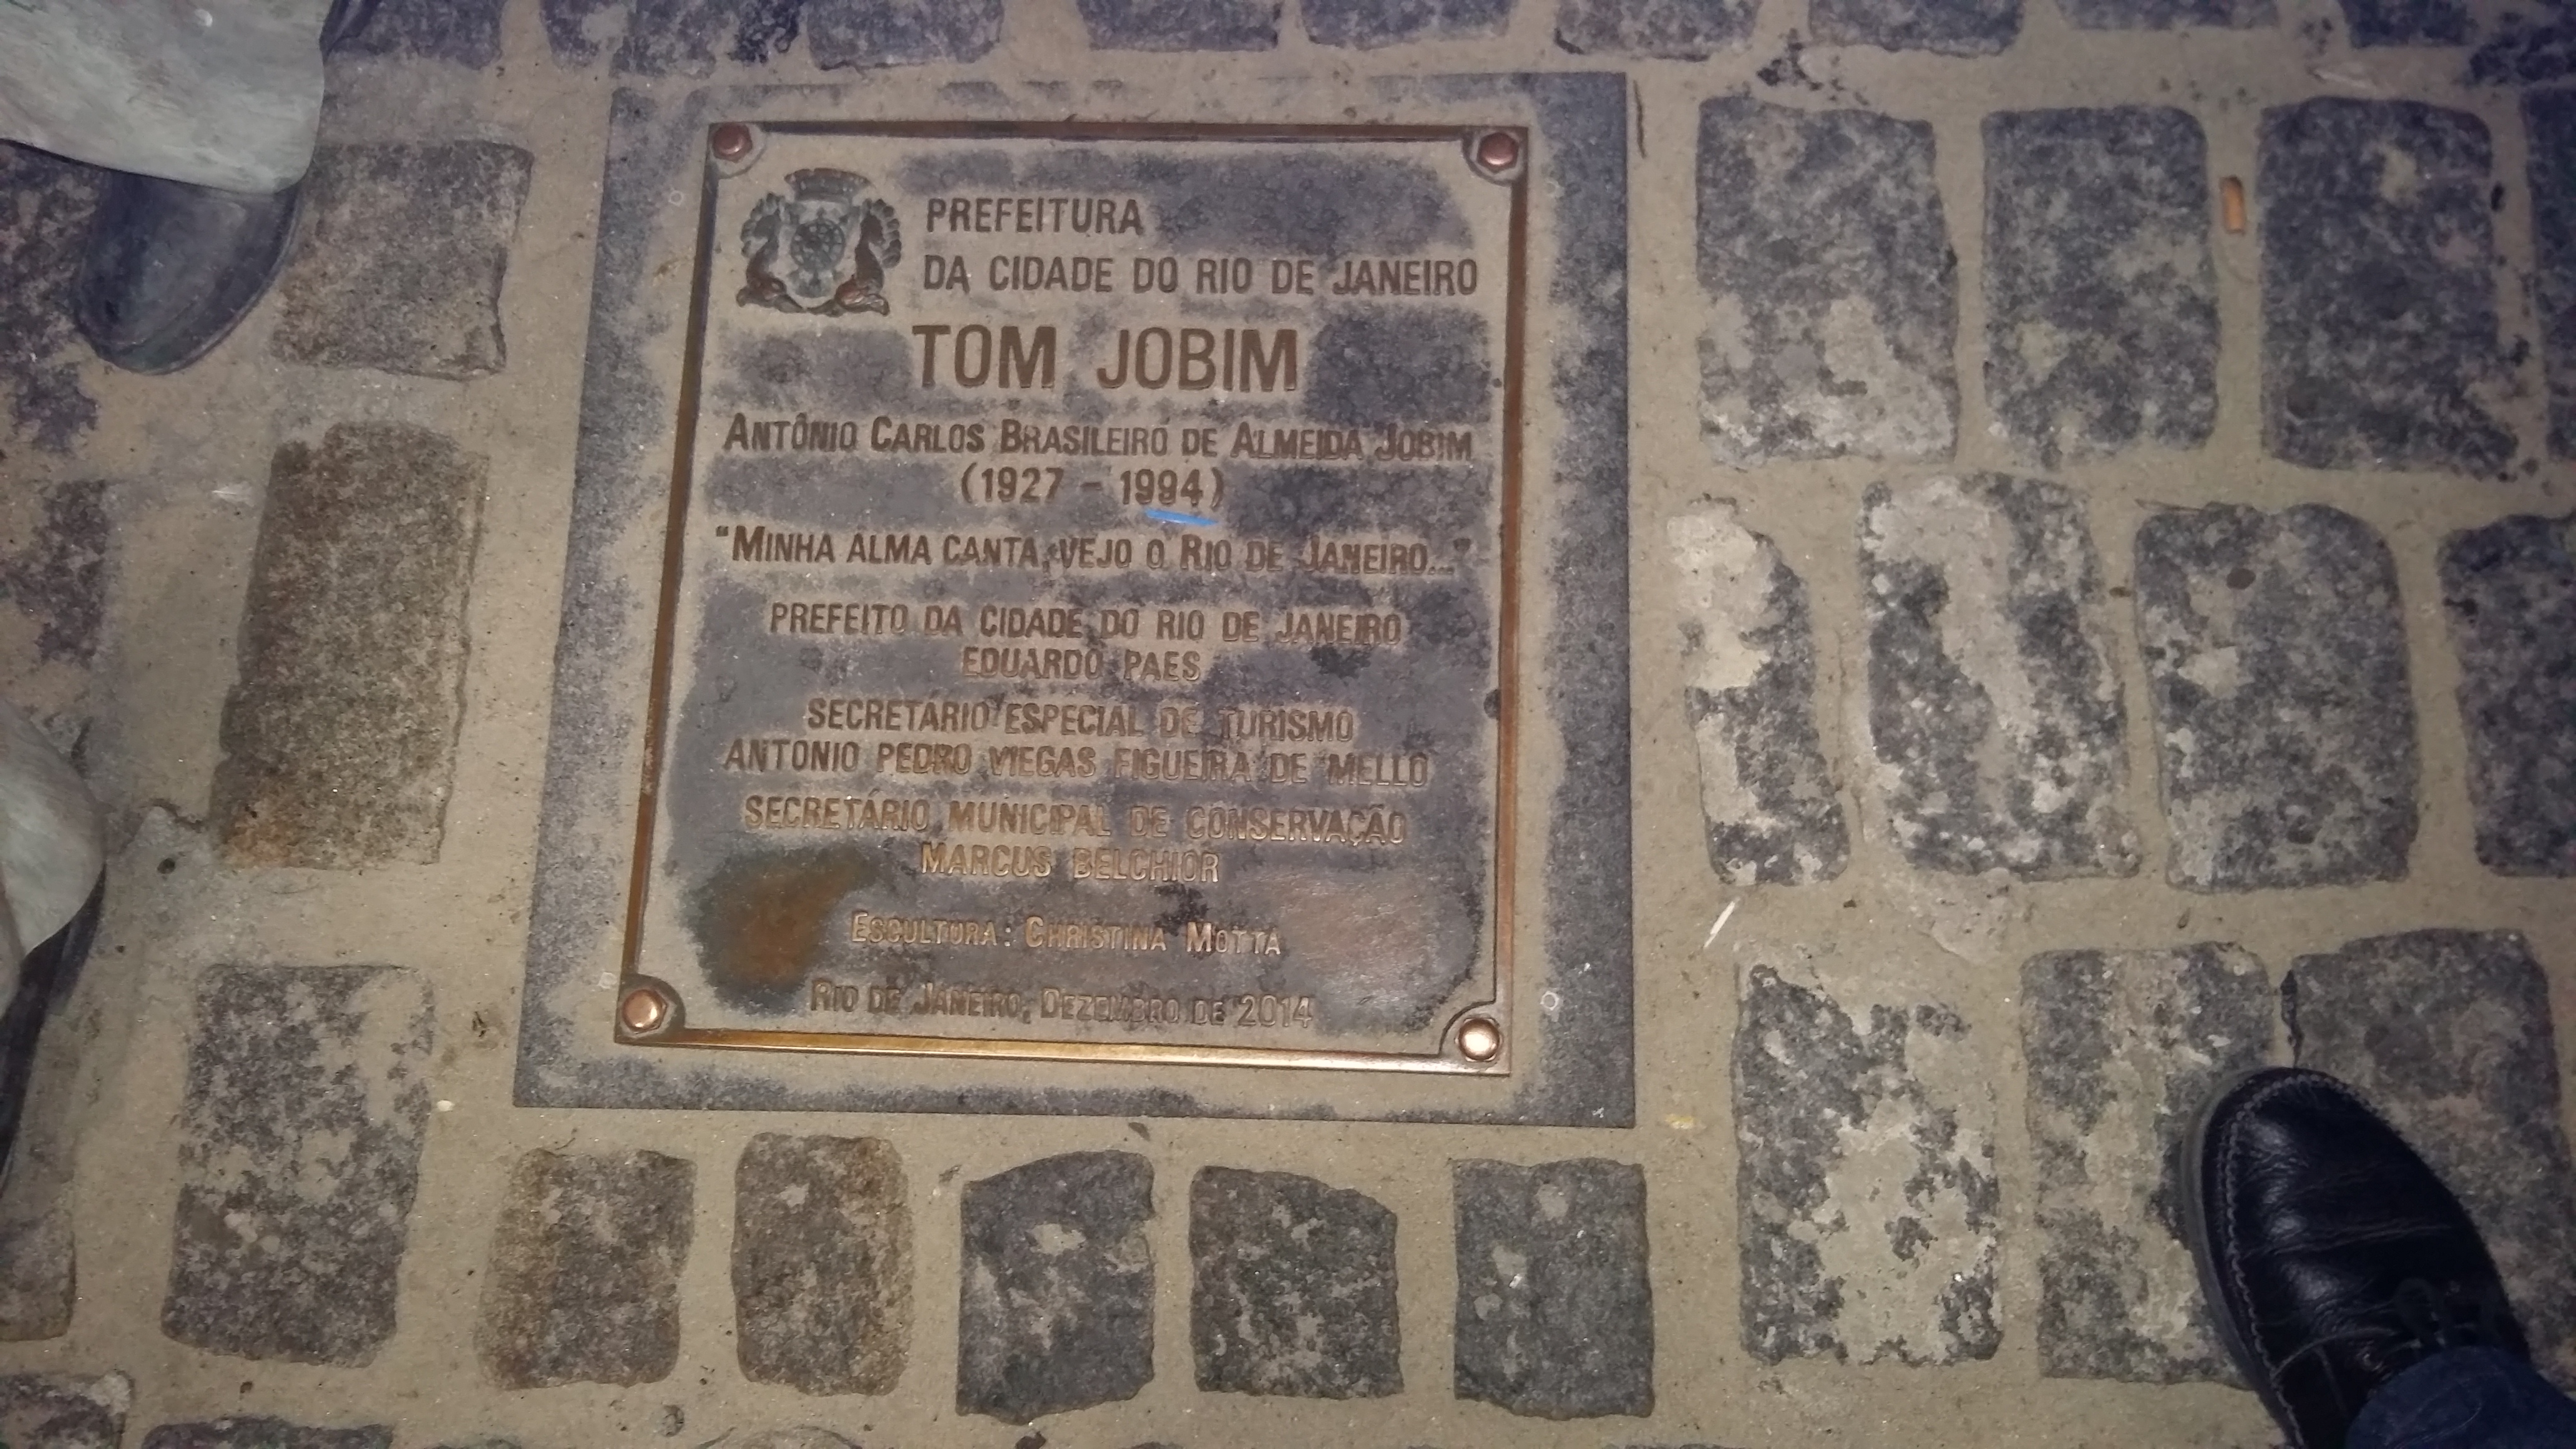 PREFEITURA
DA CIDADE DO RIO DE JANEIRO
TOM JOBIM
ANTÔNIO CARLOS BRASILEIRO DE ALMEIDA JOBIM
(1927 - 1994)
"MINHA ALMA CANTA, VEJO O RIO DE JANEIRO..."
PREFEITO DA CIDADE DO RIO DE JANEIRO
EDUARDO PAES
SECRETÁRIO ESPECIAL DE TURISMO
ANTONIO PEDRO VIEGAS FIGUEIRA DE MELLO
SECRETÁRIO MUNICIPAL DE CONSERVAÇÃO
MARCUS BELCHIOR
ESCULTURA: CHRISTINA MOTTA
RIO DE JANEIRO, DEZEMBRO DE 2014